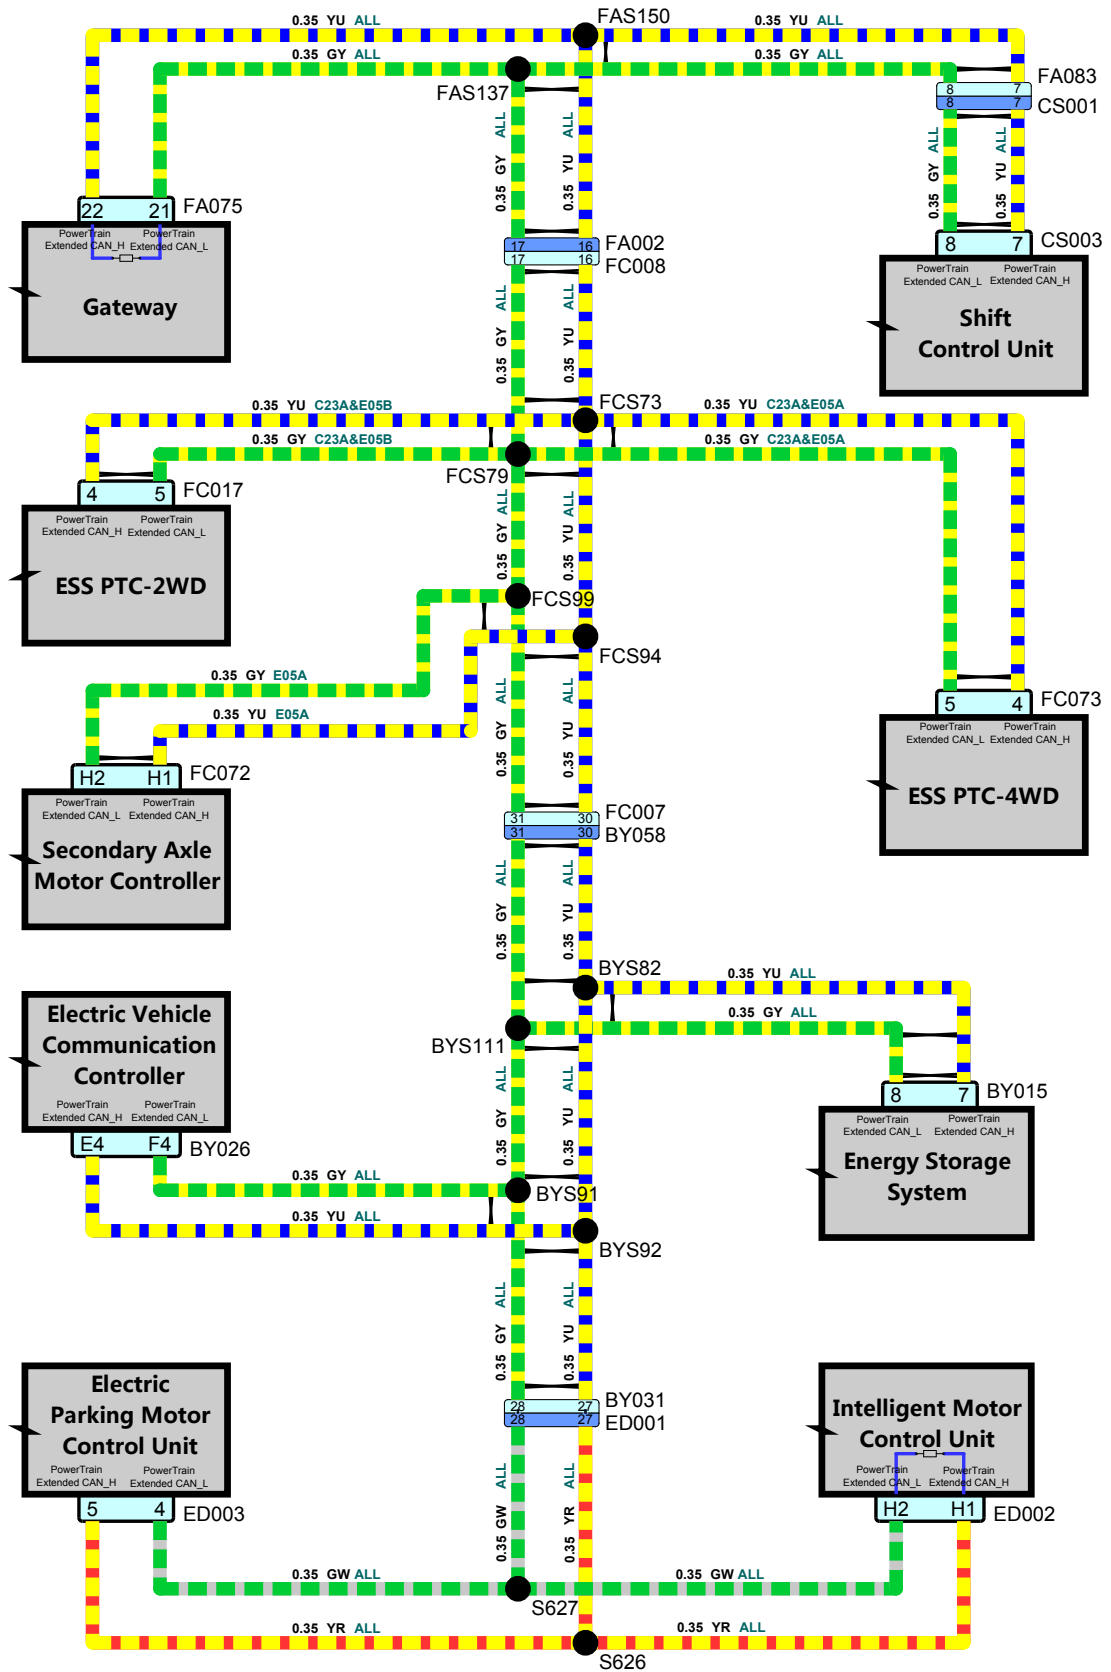 FAS150
0.35 YU ALL
0.35 YU ALL
0.35 GY ALL
0.35 GY ALL
FAS137
FA083
8 7
8 7
CS001
0.35 GY ALL
0.35 YU ALL
0.35 GY ALL
0.35 YU ALL
22 21
FA075
PowerTrain
Extended CAN_H
PowerTrain
Extended CAN_L
Gateway
17 16
FA002
17 16
FC008
8 7
CS003
PowerTrain
Extended CAN_L
PowerTrain
Extended CAN_H
Shift
Control Unit
0.35 GY ALL
0.35 YU ALL
FCS73
0.35 YU C23A&E05B
0.35 YU C23A&E05A
0.35 GY C23A&E05B
0.35 GY C23A&E05A
FCS79
4 5
FC017
PowerTrain
Extended CAN_H
PowerTrain
Extended CAN_L
ESS PTC-2WD
0.35 GY ALL
0.35 YU ALL
FCS99
FCS94
0.35 GY E05A
0.35 YU E05A
5 4
FC073
PowerTrain
Extended CAN_L
PowerTrain
Extended CAN_H
ESS PTC-4WD
0.35 GY ALL
0.35 YU ALL
H2 H1
FC072
PowerTrain
Extended CAN_L
PowerTrain
Extended CAN_H
Secondary Axle
Motor Controller
31 30
FC007
31 30
BY058
0.35 GY ALL
0.35 YU ALL
BYS82
0.35 YU ALL
0.35 GY ALL
BYS111
Electric Vehicle
Communication
Controller
PowerTrain
Extended CAN_H
PowerTrain
Extended CAN_L
E4 F4
BY026
8 7
BY015
PowerTrain
Extended CAN_L
PowerTrain
Extended CAN_H
Energy Storage
System
0.35 GY ALL
0.35 YU ALL
0.35 GY ALL
BYS91
0.35 YU ALL
BYS92
0.35 GY ALL
0.35 YU ALL
28 27
BY031
28 27
ED001
Electric
Parking Motor
Control Unit
PowerTrain
Extended CAN_H
PowerTrain
Extended CAN_L
5 4
ED003
Intelligent Motor
Control Unit
PowerTrain
Extended CAN_L
PowerTrain
Extended CAN_H
H2 H1
ED002
0.35 GW ALL
0.35 YR ALL
0.35 GW ALL
0.35 GW ALL
S627
0.35 YR ALL
0.35 YR ALL
S626